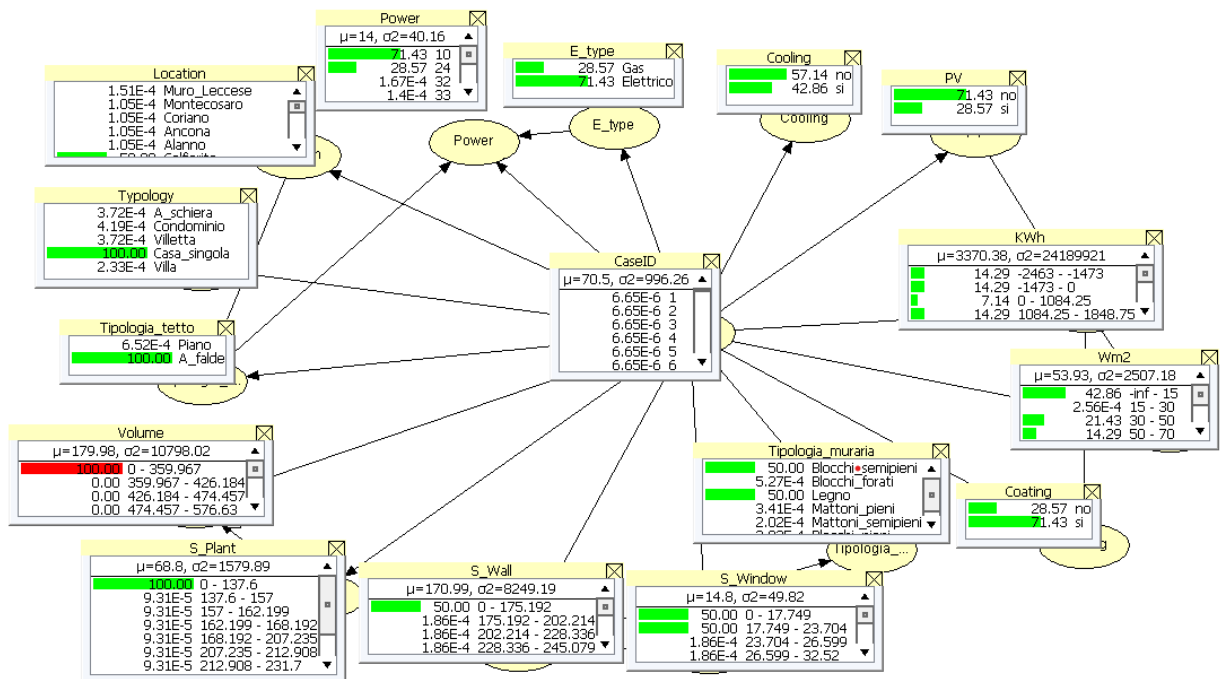 Power
μ=14, σ2=40.16
71.43 10
28.57 24
1.67E-4 32
1.4E-4 33
E_type
28.57 Gas
71.43 Elettrico
Cooling
57.14 no
42.86 si
PV
71.43 no
28.57 si
Location
1.51E-4 Muro_Leccese
1.05E-4 Montecosaro
1.05E-4 Coriano
1.05E-4 Ancona
1.05E-4 Alanno
Power
E_type
Cooling
Typology
3.72E-4 A_schiera
4.19E-4 Condominio
3.72E-4 Villetta
100.00 Casa_singola
2.33E-4 Villa
CaseID
μ=70.5, σ2=996.26
6.65E-6 1
6.65E-6 2
6.65E-6 3
6.65E-6 4
6.65E-6 5
6.65E-6 6
KWh
μ=3370.38, σ2=24189921
14.29 -2463 - -1473
14.29 -1473 - 0
7.14 0 - 1084.25
14.29 1084.25 - 1848.75
Tipologia_tetto
6.52E-4 Piano
100.00 A_falde
Wm2
μ=53.93, σ2=2507.18
42.86 -inf - 15
2.56E-4 15 - 30
21.43 30 - 50
14.29 50 - 70
Volume
μ=179.98, σ2=10798.02
100.00 0 - 359.967
0.00 359.967 - 426.184
0.00 426.184 - 474.457
0.00 474.457 - 576.63
Tipologia_muraria
50.00 Blocchi semipieni
5.27E-4 Blocchi_forati
50.00 Legno
3.41E-4 Mattoni_pieni
2.02E-4 Mattoni_semipieni
Coating
28.57 no
71.43 si
Tipologia_...
S_Plant
μ=68.8, σ2=1579.89
100.00 0 - 137.6
9.31E-5 137.6 - 157
9.31E-5 157 - 162.199
9.31E-5 162.199 - 168.192
9.31E-5 168.192 - 207.235
9.31E-5 207.235 - 212.908
9.31E-5 212.908 - 231.7
S_Wall
μ=170.99, σ2=8249.19
50.00 0 - 175.192
1.86E-4 175.192 - 202.214
1.86E-4 202.214 - 228.336
1.86E-4 228.336 - 245.079
S_Window
μ=14.8, σ2=49.82
50.00 0 - 17.749
50.00 17.749 - 23.704
1.86E-4 23.704 - 26.599
1.86E-4 26.599 - 32.52